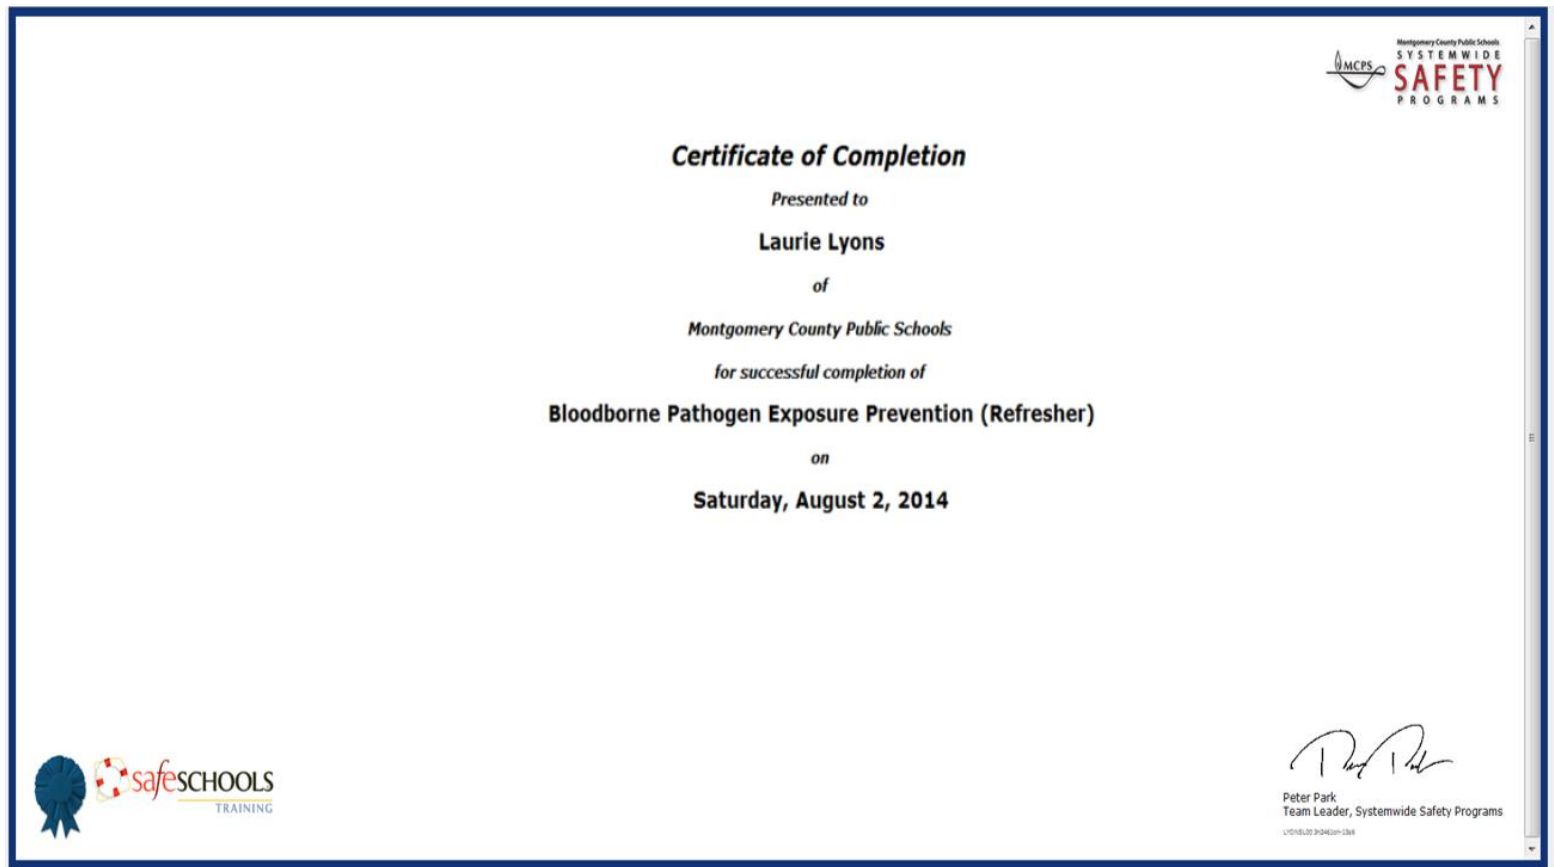 Montgomery County Public Schools
SYSTEMWIDE
MCPS
SAFETY
PROGRAMS
Certificate of Completion
Presented to
Laurie Lyons
of
Montgomery County Public Schools
for successful completion of
Bloodborne Pathogen Exposure Prevention (Refresher)
on
Saturday, August 2, 2014
safeSCHOOLS
TRAINING
Peter Park
Team Leader, Systemwide Safety Programs